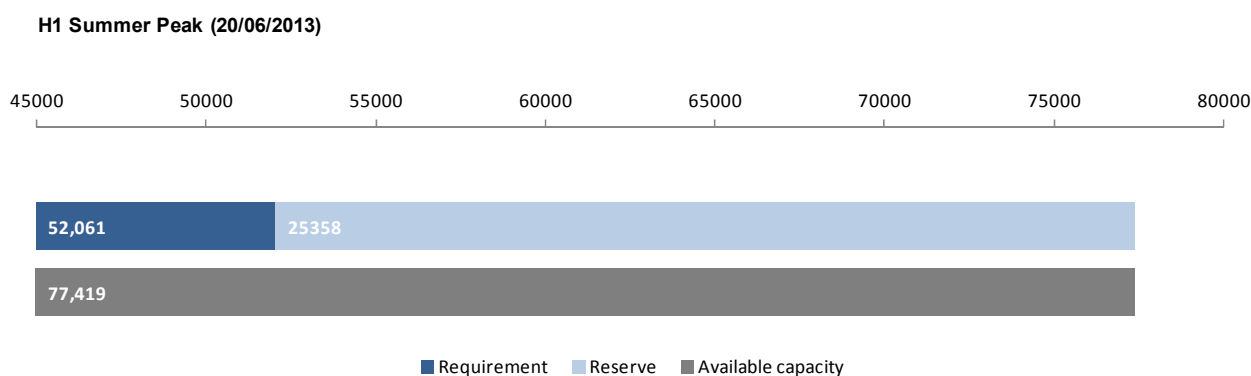 H1 Summer Peak (20/06/2013)
45000 50000 55000 60000 65000 70000 75000 80000
52,061 25358
77,419
Requirement Reserve Available capacity